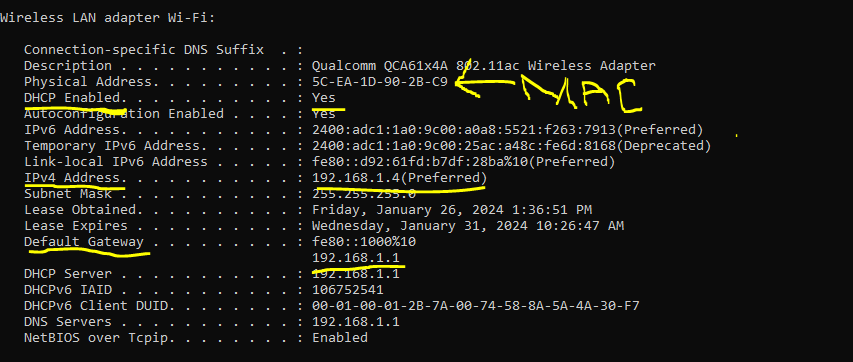 Wireless LAN adapter Wi-Fi:
Connection-specific DNS Suffix . :
Description . . . . . . . . . . . : Qualcomm QCA61x4A 802.11ac Wireless Adapter
Physical Address. . . . . . . . . : 5C-EA-1D-90-2B-C9 MAC
DHCP Enabled. . . . . . . . . . . : Yes
Autoconfiguration Enabled . . . . : Yes
IPv6 Address. . . . . . . . . . . : 2400:adc1:1a0:9c00:a0a8:5521:f263:7913(Preferred)
Temporary IPv6 Address. . . . . . : 2400:adc1:1a0:9c00:25ac:a48c:fe6d:8168(Deprecated)
Link-local IPv6 Address . . . . . : fe80::d92:61fd:b7df:28ba%10(Preferred)
IPv4 Address. . . . . . . . . . . : 192.168.1.4(Preferred)
Subnet Mask . . . . . . . . . . . : 255.255.255.0
Lease Obtained. . . . . . . . . . : Friday, January 26, 2024 1:36:51 PM
Lease Expires . . . . . . . . . . : Wednesday, January 31, 2024 10:26:47 AM
Default Gateway . . . . . . . . . : fe80::1000%10
192.168.1.1
DHCP Server . . . . . . . . . . . : 192.168.1.1
DHCPv6 IAID . . . . . . . . . . . : 106752541
DHCPv6 Client DUID. . . . . . . . : 00-01-00-01-2B-7A-00-74-58-8A-5A-4A-30-F7
DNS Servers . . . . . . . . . . . : 192.168.1.1
NetBIOS over Tcpip. . . . . . . . : Enabled